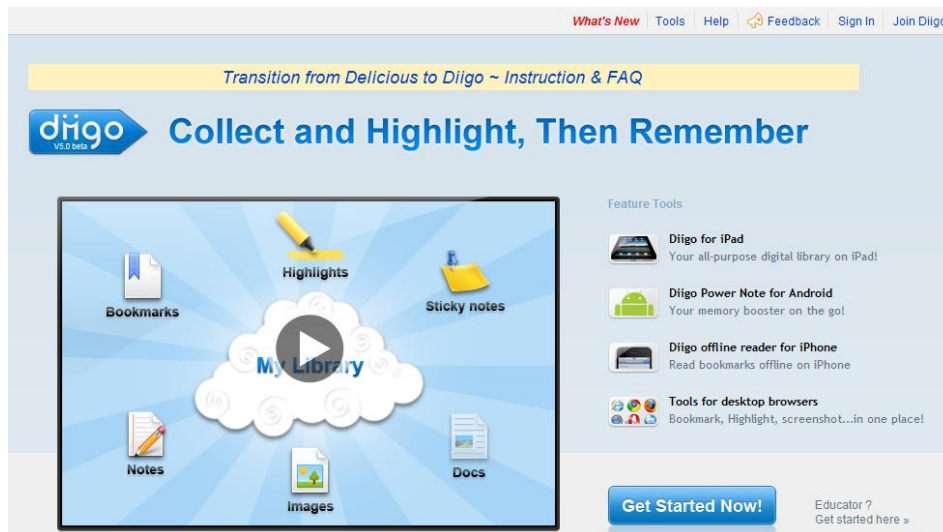 What's New Tools Help Feedback Sign In Join Diigo
Transition from Delicious to Diigo ~ Instruction & FAQ
diigo
V5.0 beta
Collect and Highlight, Then Remember
Highlights
Bookmarks
Sticky notes
My Library
Notes
Docs
Images
Feature Tools
Diigo for iPad
Your all-purpose digital library on iPad!
Diigo Power Note for Android
Your memory booster on the go!
Diigo offline reader for iPhone
Read bookmarks offline on iPhone
Tools for desktop browsers
Bookmark, Highlight, screenshot...in one place!
Get Started Now!
Educator ?
Get started here »